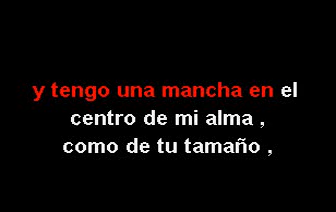 y tengo una mancha en el
centro de mi alma ,
como de tu tamaño ,